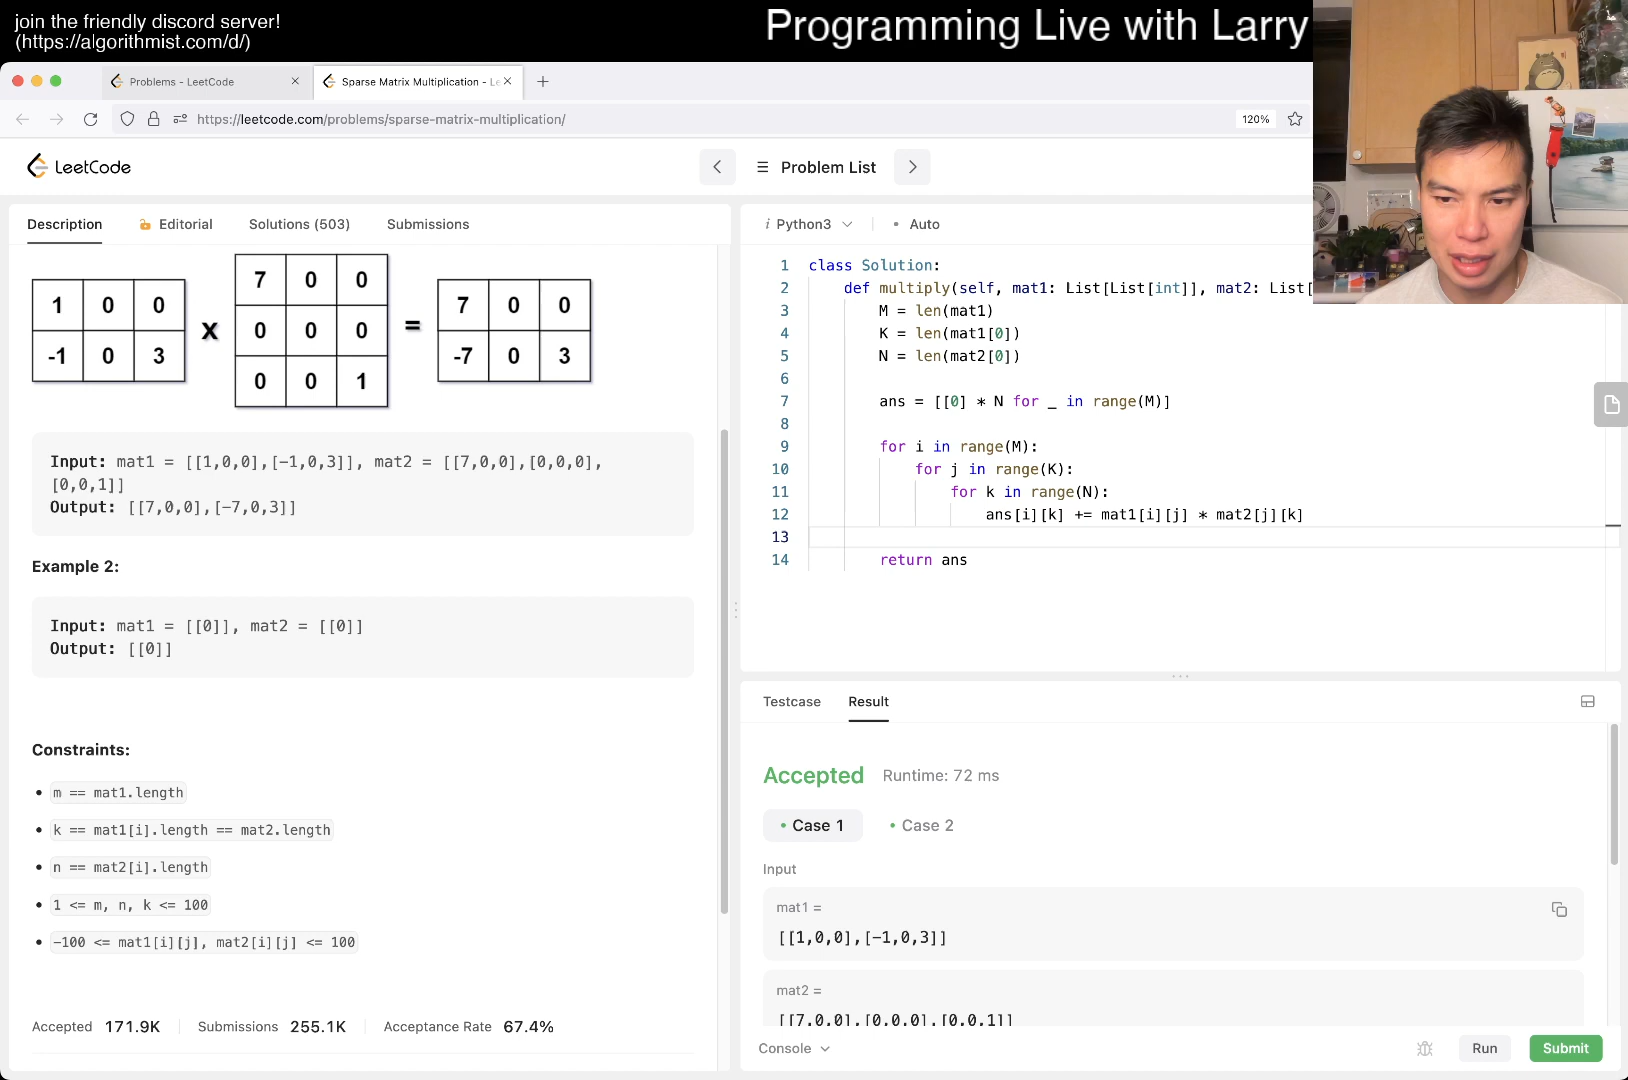 join the friendly discord server!
(https://algorithmist.com/d/)
Programming Live with Larry
Problems - LeetCode
Sparse Matrix Multiplication - Le
https://leetcode.com/problems/sparse-matrix-multiplication/
120%
LeetCode
Problem List
Description
Editorial
Solutions (503)
Submissions
1 0 0
-1 0 3
x
7 0 0
0 0 0
0 0 1
=
7 0 0
-7 0 3
Input: mat1 = [[1,0,0],[-1,0,3]], mat2 = [[7,0,0],[0,0,0],
[0,0,1]]
Output: [[7,0,0],[-7,0,3]]
Example 2:
Input: mat1 = [[0]], mat2 = [[0]]
Output: [[0]]
Constraints:
• m == mat1.length
• k == mat1[i].length == mat2.length
• n == mat2[i].length
• 1 <= m, n, k <= 100
• -100 <= mat1[i][j], mat2[i][j] <= 100
Accepted 171.9K
Submissions 255.1K
Acceptance Rate 67.4%
i Python3
• Auto
1 class Solution:
2 def multiply(self, mat1: List[List[int]], mat2: List[
3 M = len(mat1)
4 K = len(mat1[0])
5 N = len(mat2[0])
6
7 ans = [[0] * N for _ in range(M)]
8
9 for i in range(M):
10 for j in range(K):
11 for k in range(N):
12 ans[i][k] += mat1[i][j] * mat2[j][k]
13
14 return ans
Testcase
Result
Accepted Runtime: 72 ms
• Case 1
• Case 2
Input
mat1 =
[[1,0,0],[-1,0,3]]
mat2 =
[[7,0,0],[0,0,0],[0,0,1]]
Console
Run
Submit